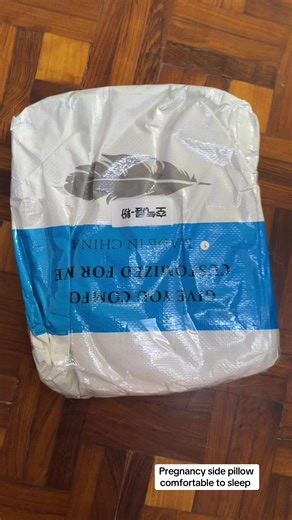 GIVE YOU COMFO
CUSTOMIZED FOR ME
MADE IN CHINA
Pregnancy side pillow
comfortable to sleep